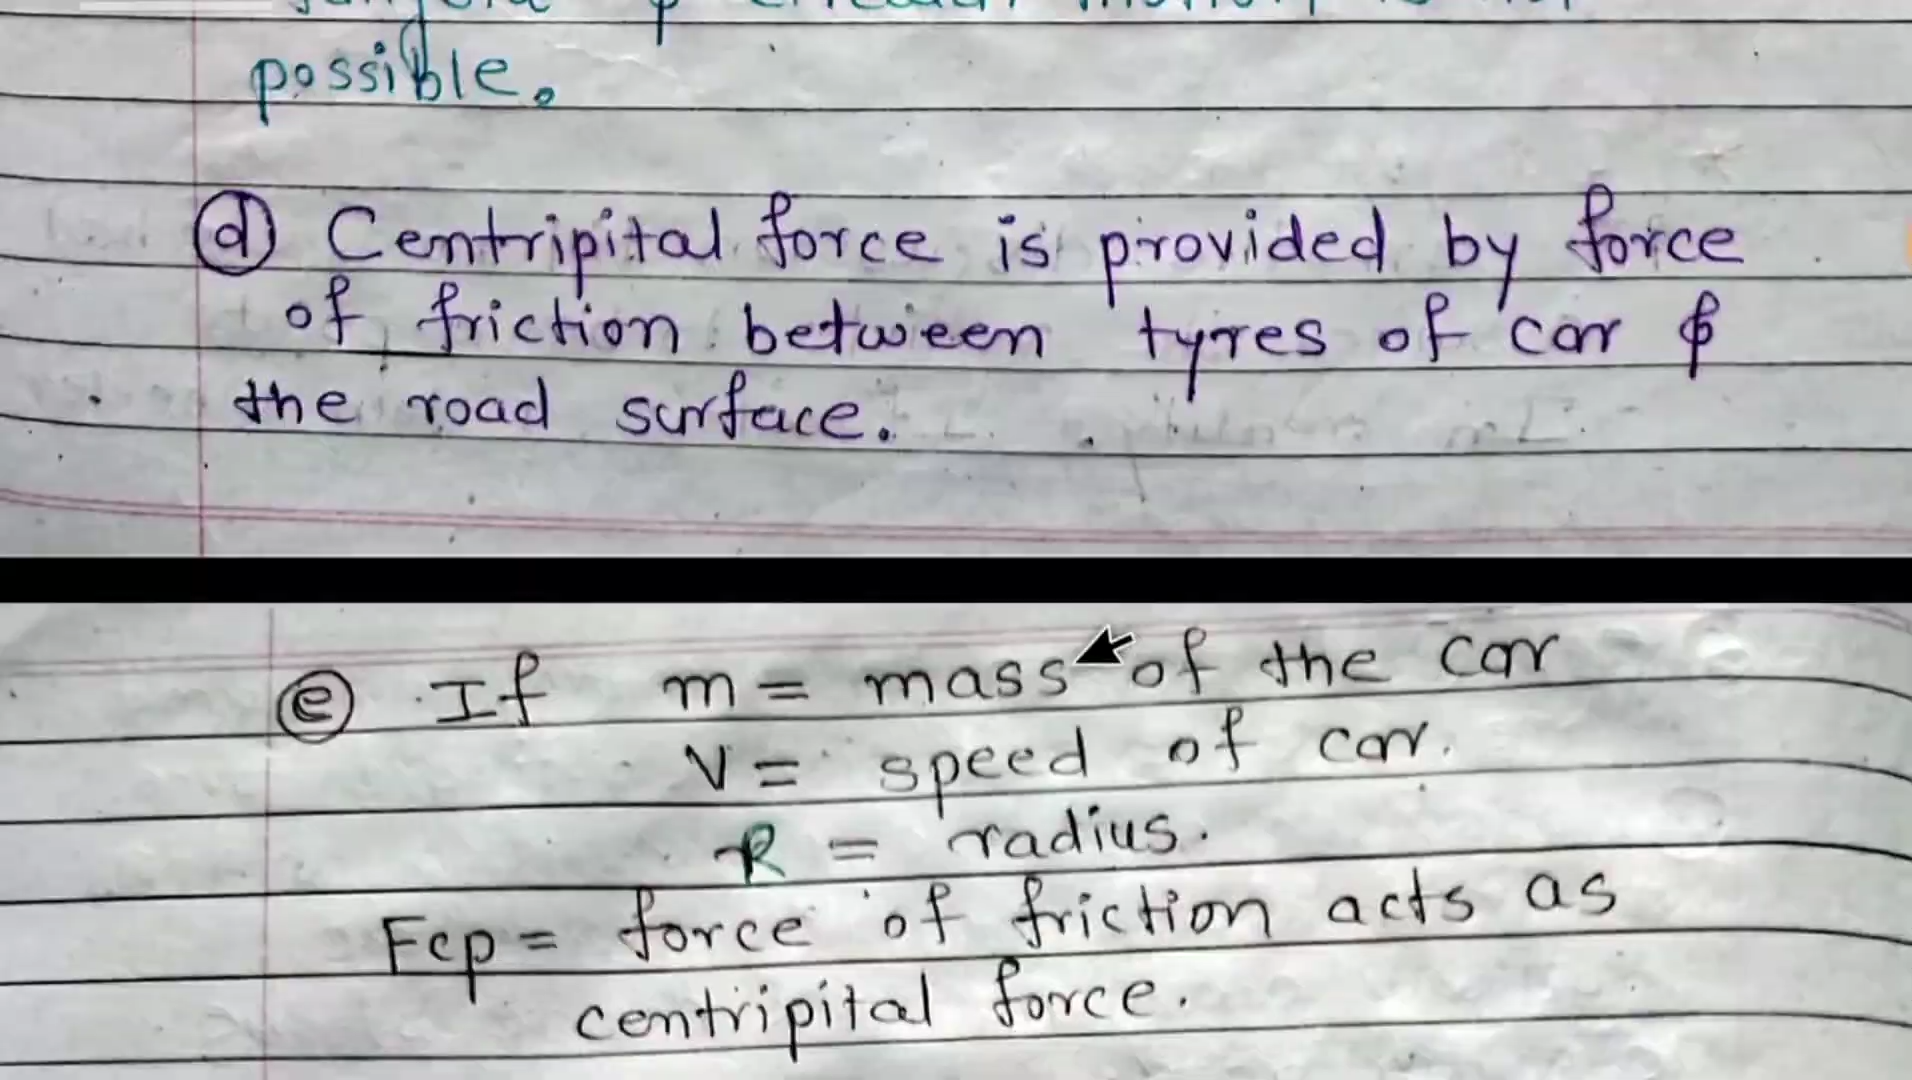 possible.
(d) Centripital force is provided by force
of friction between tyres of car &
the road surface.
(e) If m = mass of the car
V = speed of car.
R = radius.
Fcp = force of friction acts as
centripital force.